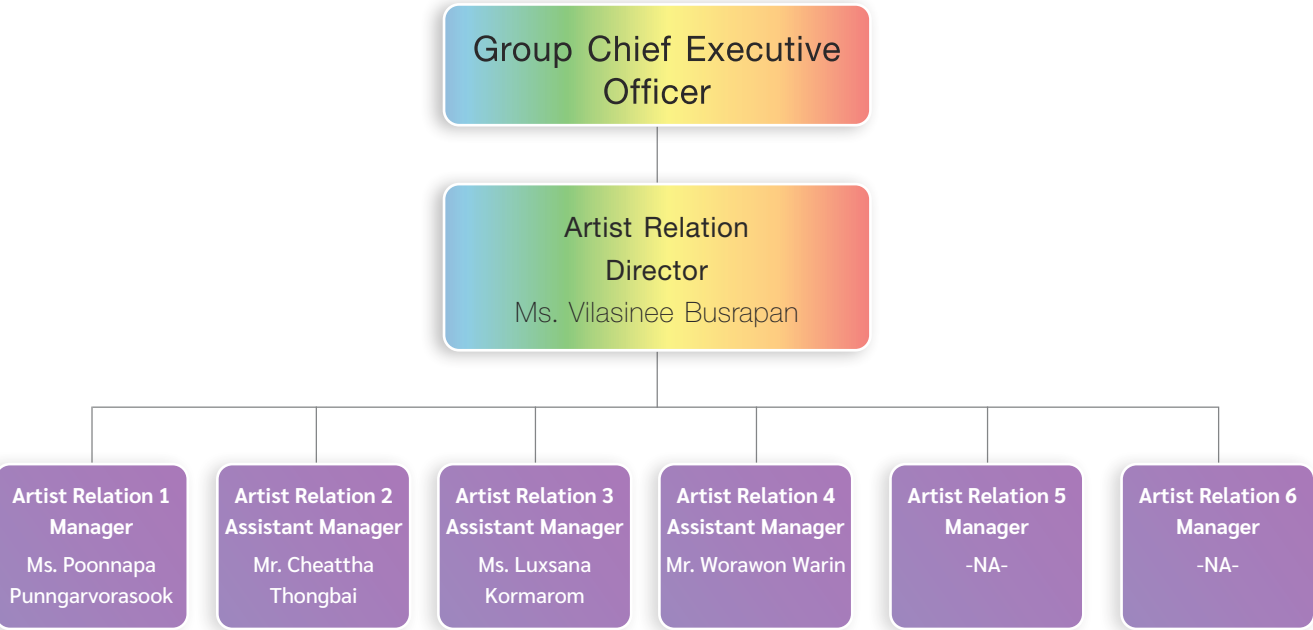 Group Chief Executive
Officer
Artist Relation
Director
Ms. Vilasinee Busrapan
Artist Relation 1
Manager
Ms. Poonnapa
Punngarvorasook
Artist Relation 2
Assistant Manager
Mr. Cheattha
Thongbai
Artist Relation 3
Assistant Manager
Ms. Luxsana
Kormarom
Artist Relation 4
Assistant Manager
Mr. Worawon Warin
Artist Relation 5
Manager
-NA-
Artist Relation 6
Manager
-NA-